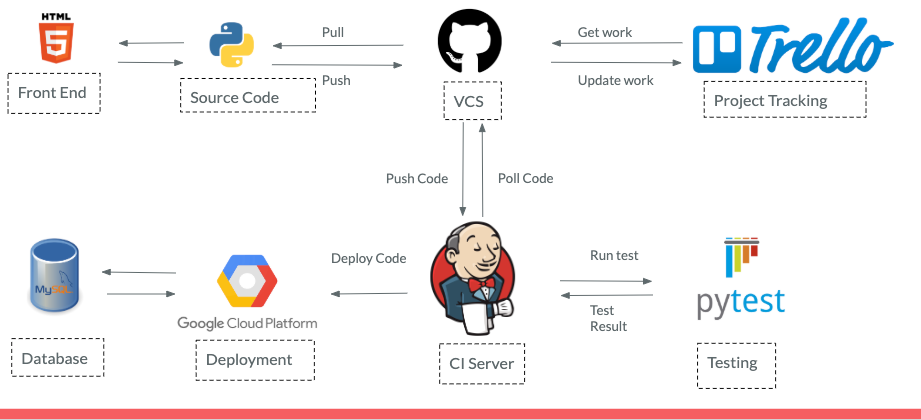 HTML
5
Pull
Push
Get work
Update work
Trello
Front End
Source Code
VCS
Project Tracking
Push Code
Poll Code
MySQL
Google Cloud Platform
Deploy Code
Run test
Test
Result
pytest
Database
Deployment
CI Server
Testing